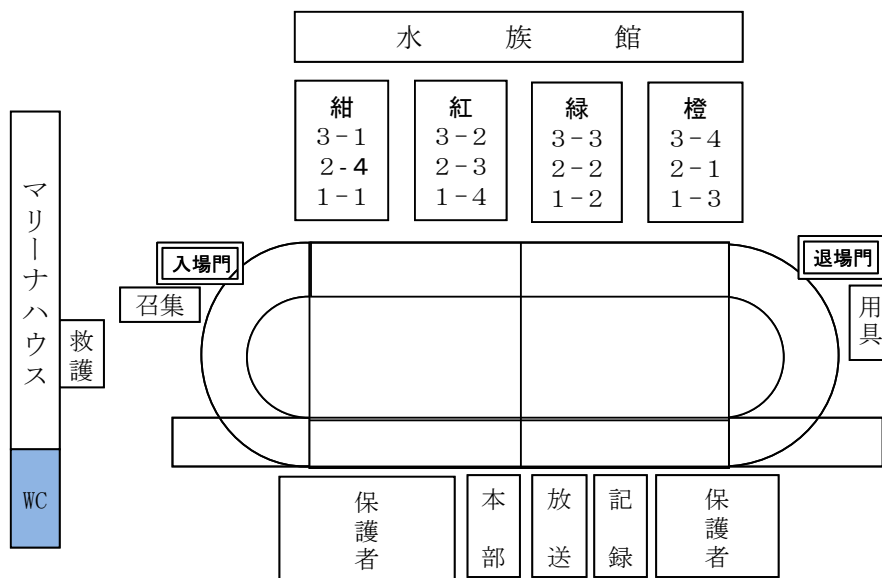 水族館
紺
３－１
２-４
１－１
紅
３－２
２－３
１－４
緑
３－３
２－２
１－２
橙
３－４
２－１
１－３
マリーナハウス
入場門
退場門
召集
用具
救護
WC
保護者
本部
放送
記録
保護者